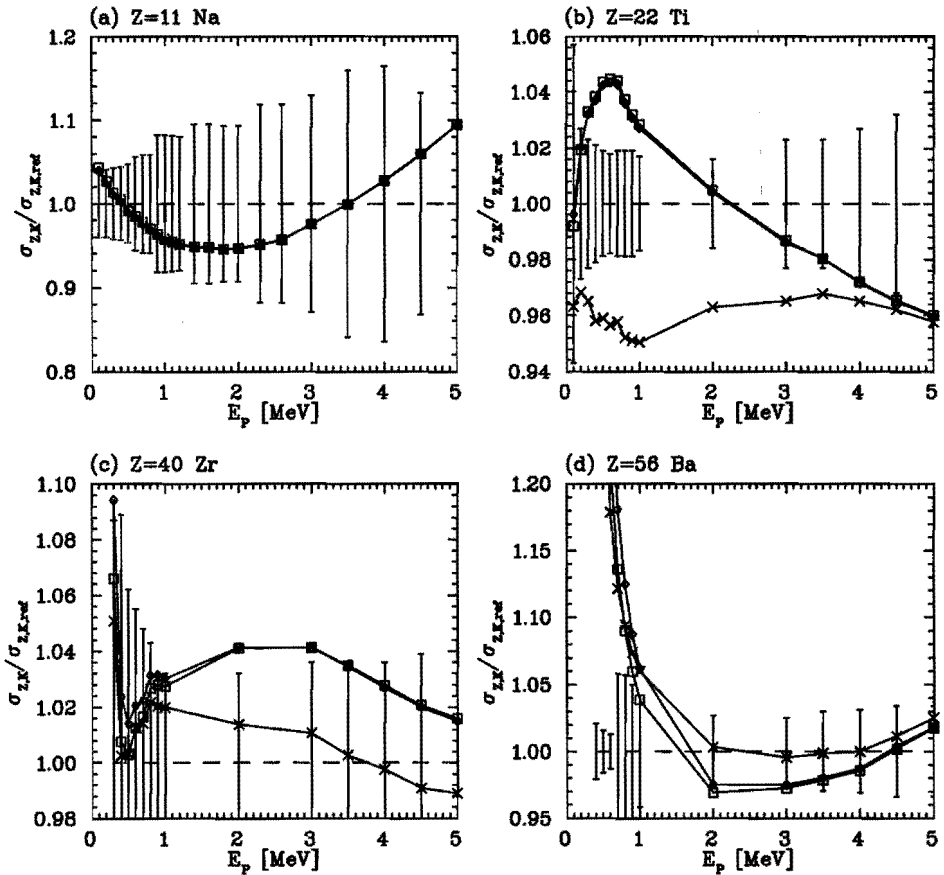 (a) Z=11 Na
1.2
1.1
1.0
0.9
0.8
σZ,K/σZ,K,ref
0 1 2 3 4 5
Ep [MeV]
(b) Z=22 Ti
1.06
1.04
1.02
1.00
0.98
0.96
0.94
σZ,K/σZ,K,ref
0 1 2 3 4 5
Ep [MeV]
(c) Z=40 Zr
1.10
1.08
1.06
1.04
1.02
1.00
0.98
σZ,K/σZ,K,ref
0 1 2 3 4 5
Ep [MeV]
(d) Z=56 Ba
1.20
1.15
1.10
1.05
1.00
0.95
σZ,K/σZ,K,ref
0 1 2 3 4 5
Ep [MeV]